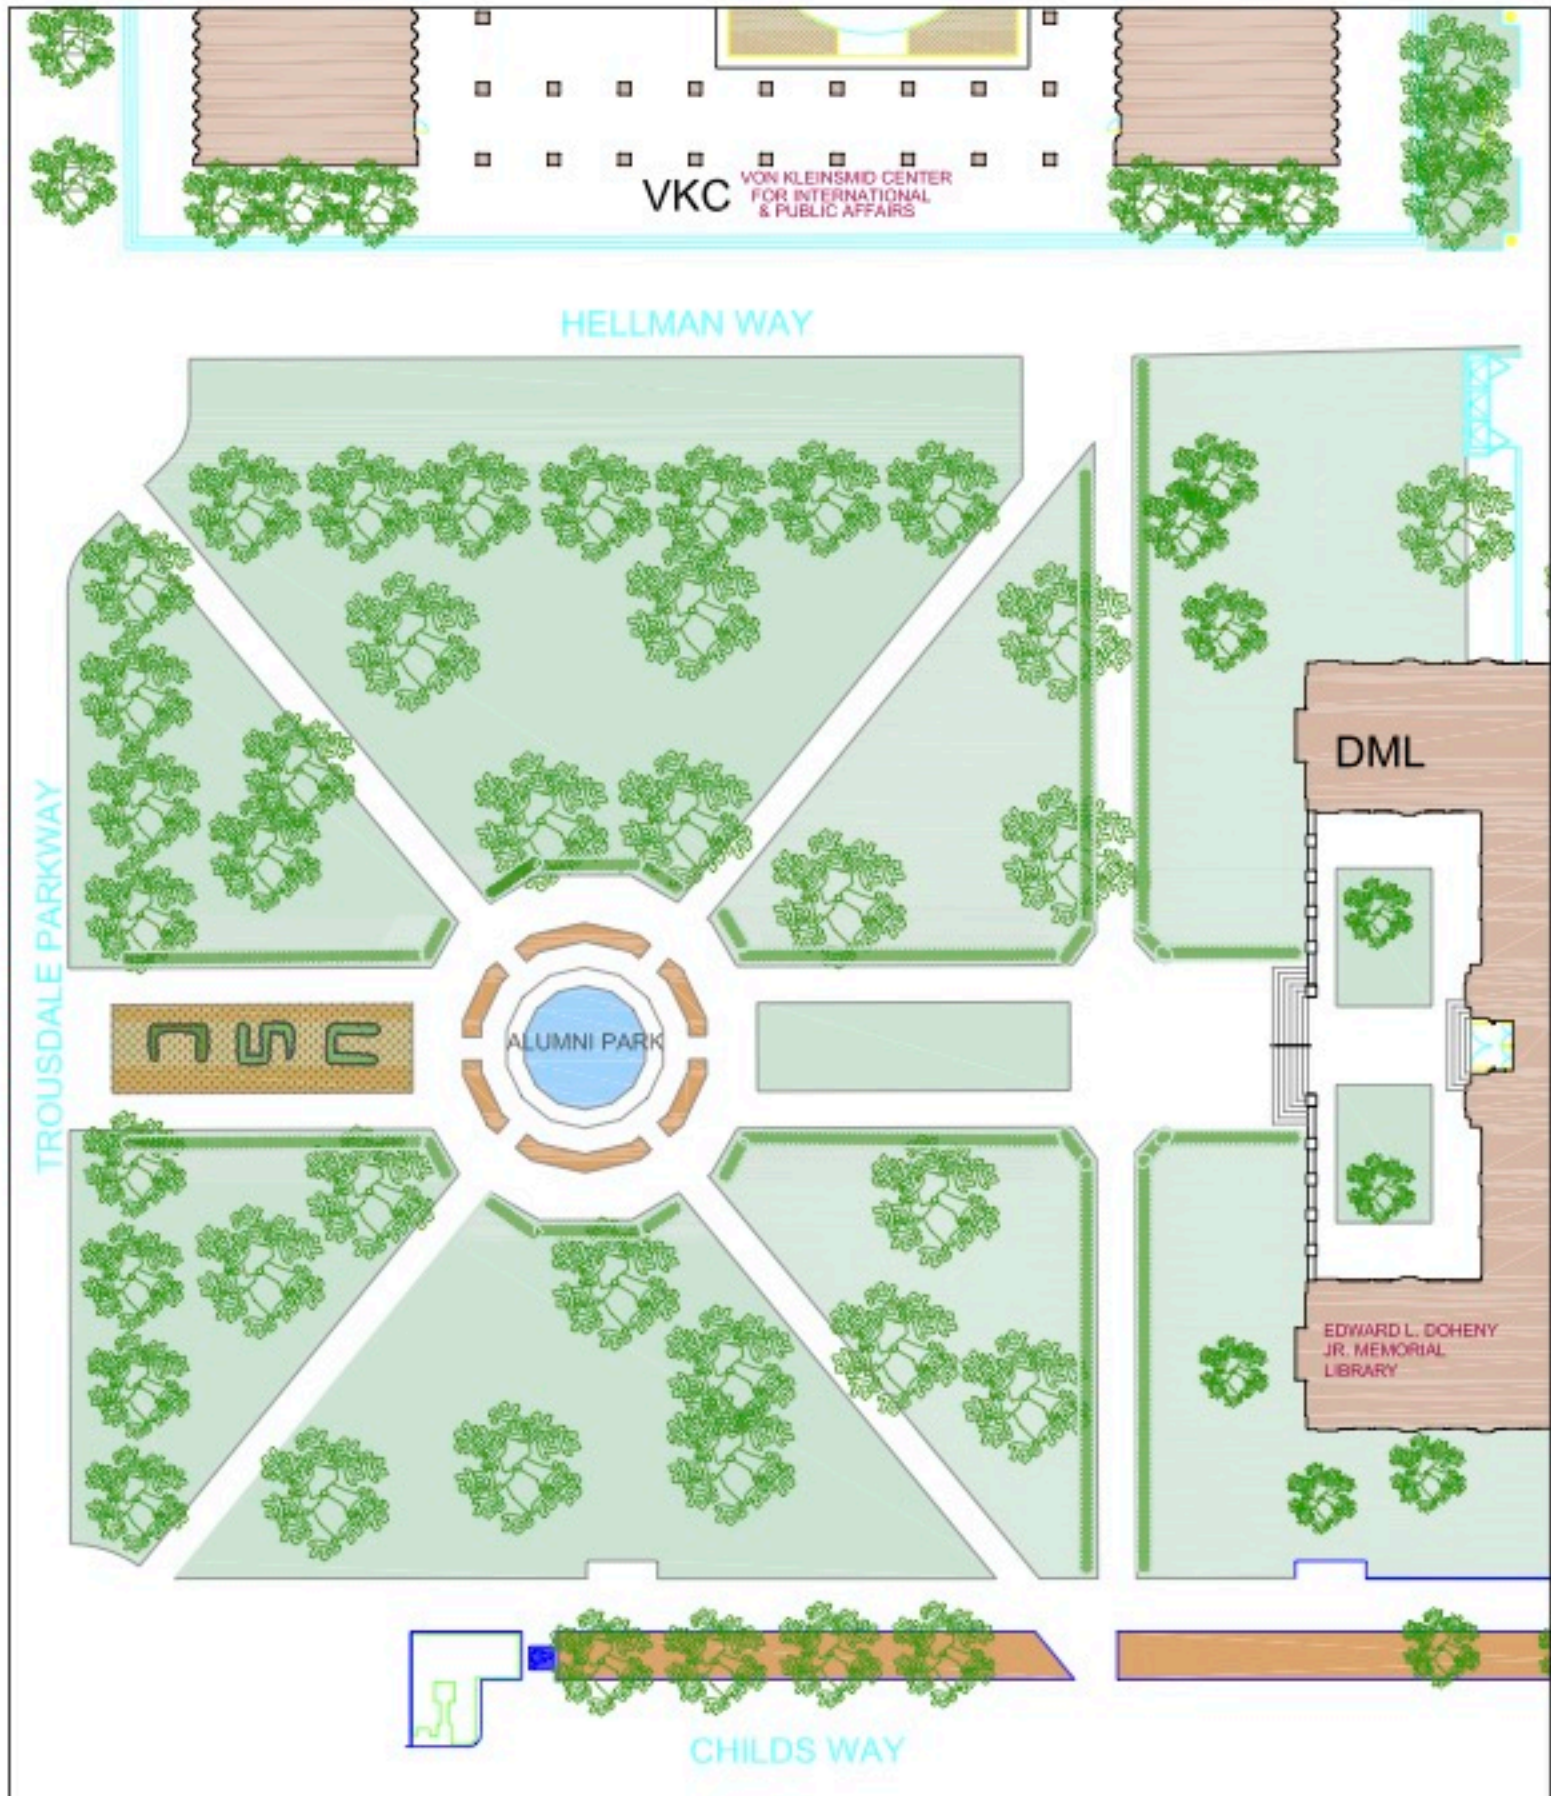 VKC
VON KLEINSMID CENTER
FOR INTERNATIONAL
& PUBLIC AFFAIRS
HELLMAN WAY
DML
TROUSDALE PARKWAY
USC
ALUMNI PARK
EDWARD L. DOHENY
JR. MEMORIAL
LIBRARY
CHILDS WAY